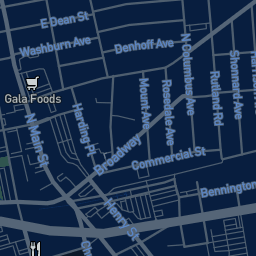 E Dean St
Washburn Ave
Denhoff Ave
N Columbus Ave
Gala Foods
N Main St
Harding Pl
Broadway
Mount Ave
Rosedale Ave
Rutland Rd
Shonnard Ave
Commercial St
Bennington
Henry St